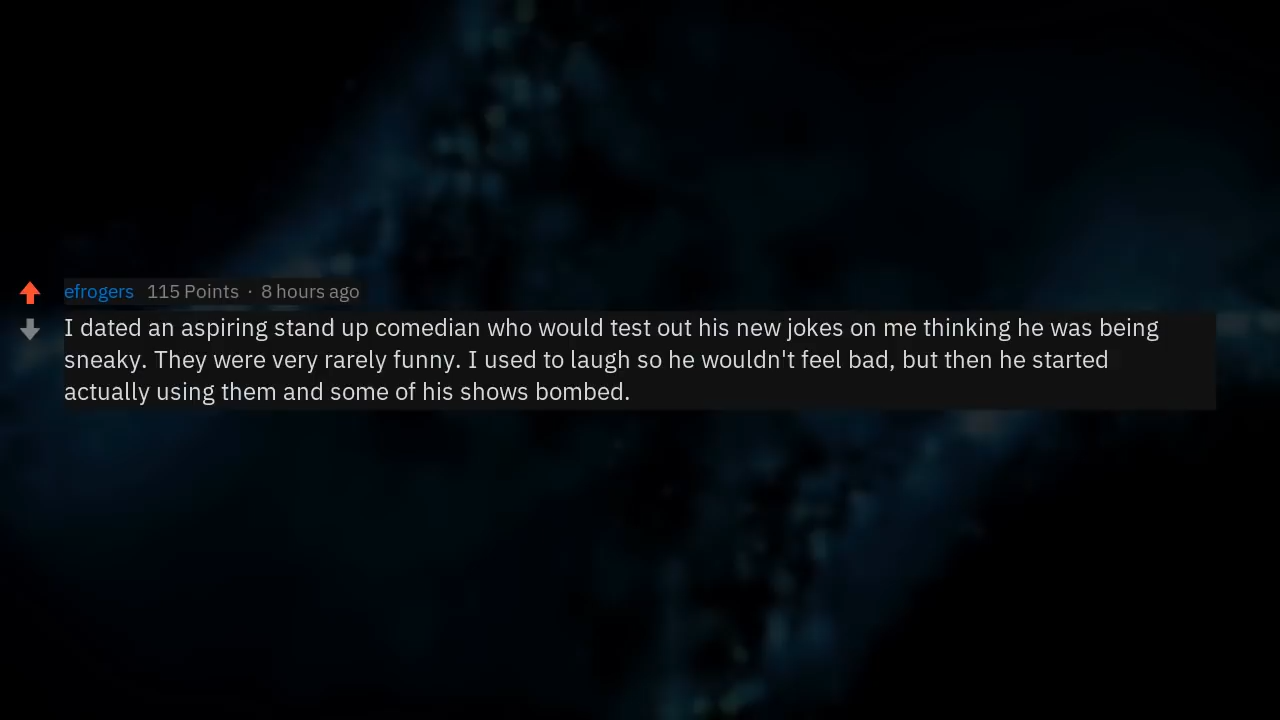 efrogers 115 Points · 8 hours ago
I dated an aspiring stand up comedian who would test out his new jokes on me thinking he was being
sneaky. They were very rarely funny. I used to laugh so he wouldn't feel bad, but then he started
actually using them and some of his shows bombed.